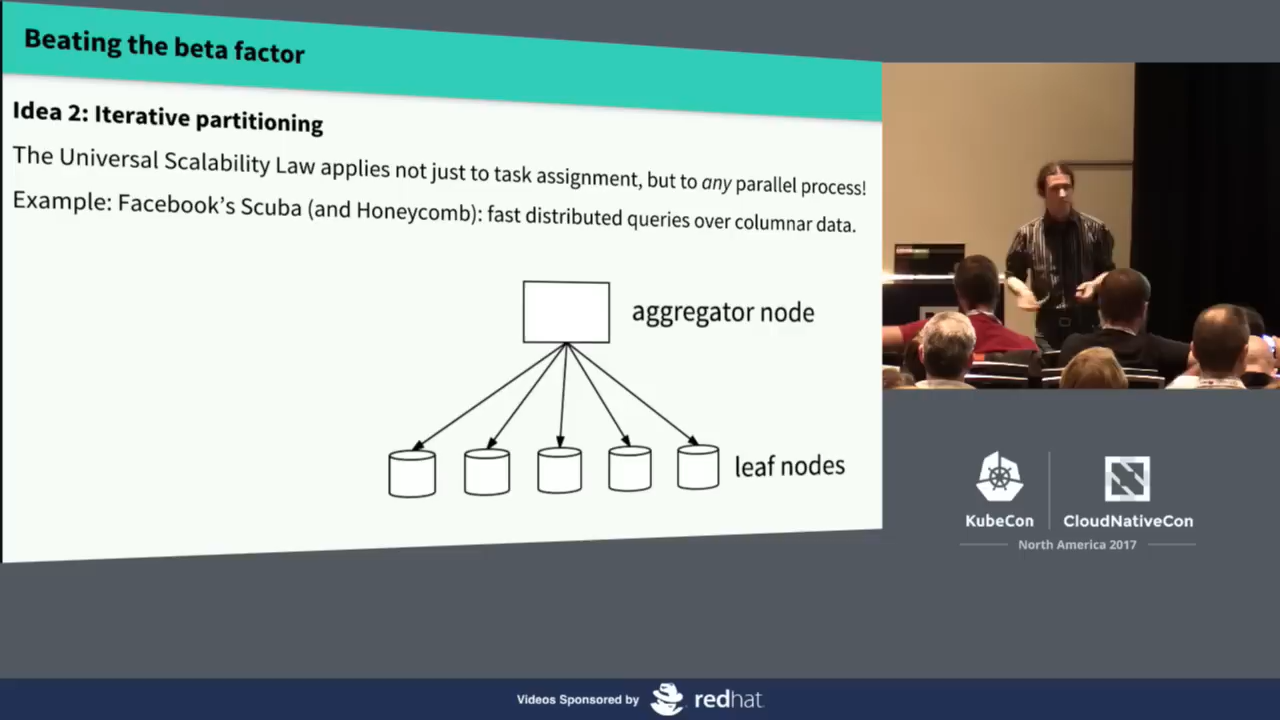 Beating the beta factor
Idea 2: Iterative partitioning
The Universal Scalability Law applies not just to task assignment, but to any parallel process!
Example: Facebook's Scuba (and Honeycomb): fast distributed queries over columnar data.
aggregator node
leaf nodes
KubeCon
CloudNativeCon
North America 2017
Videos Sponsored by
redhat.